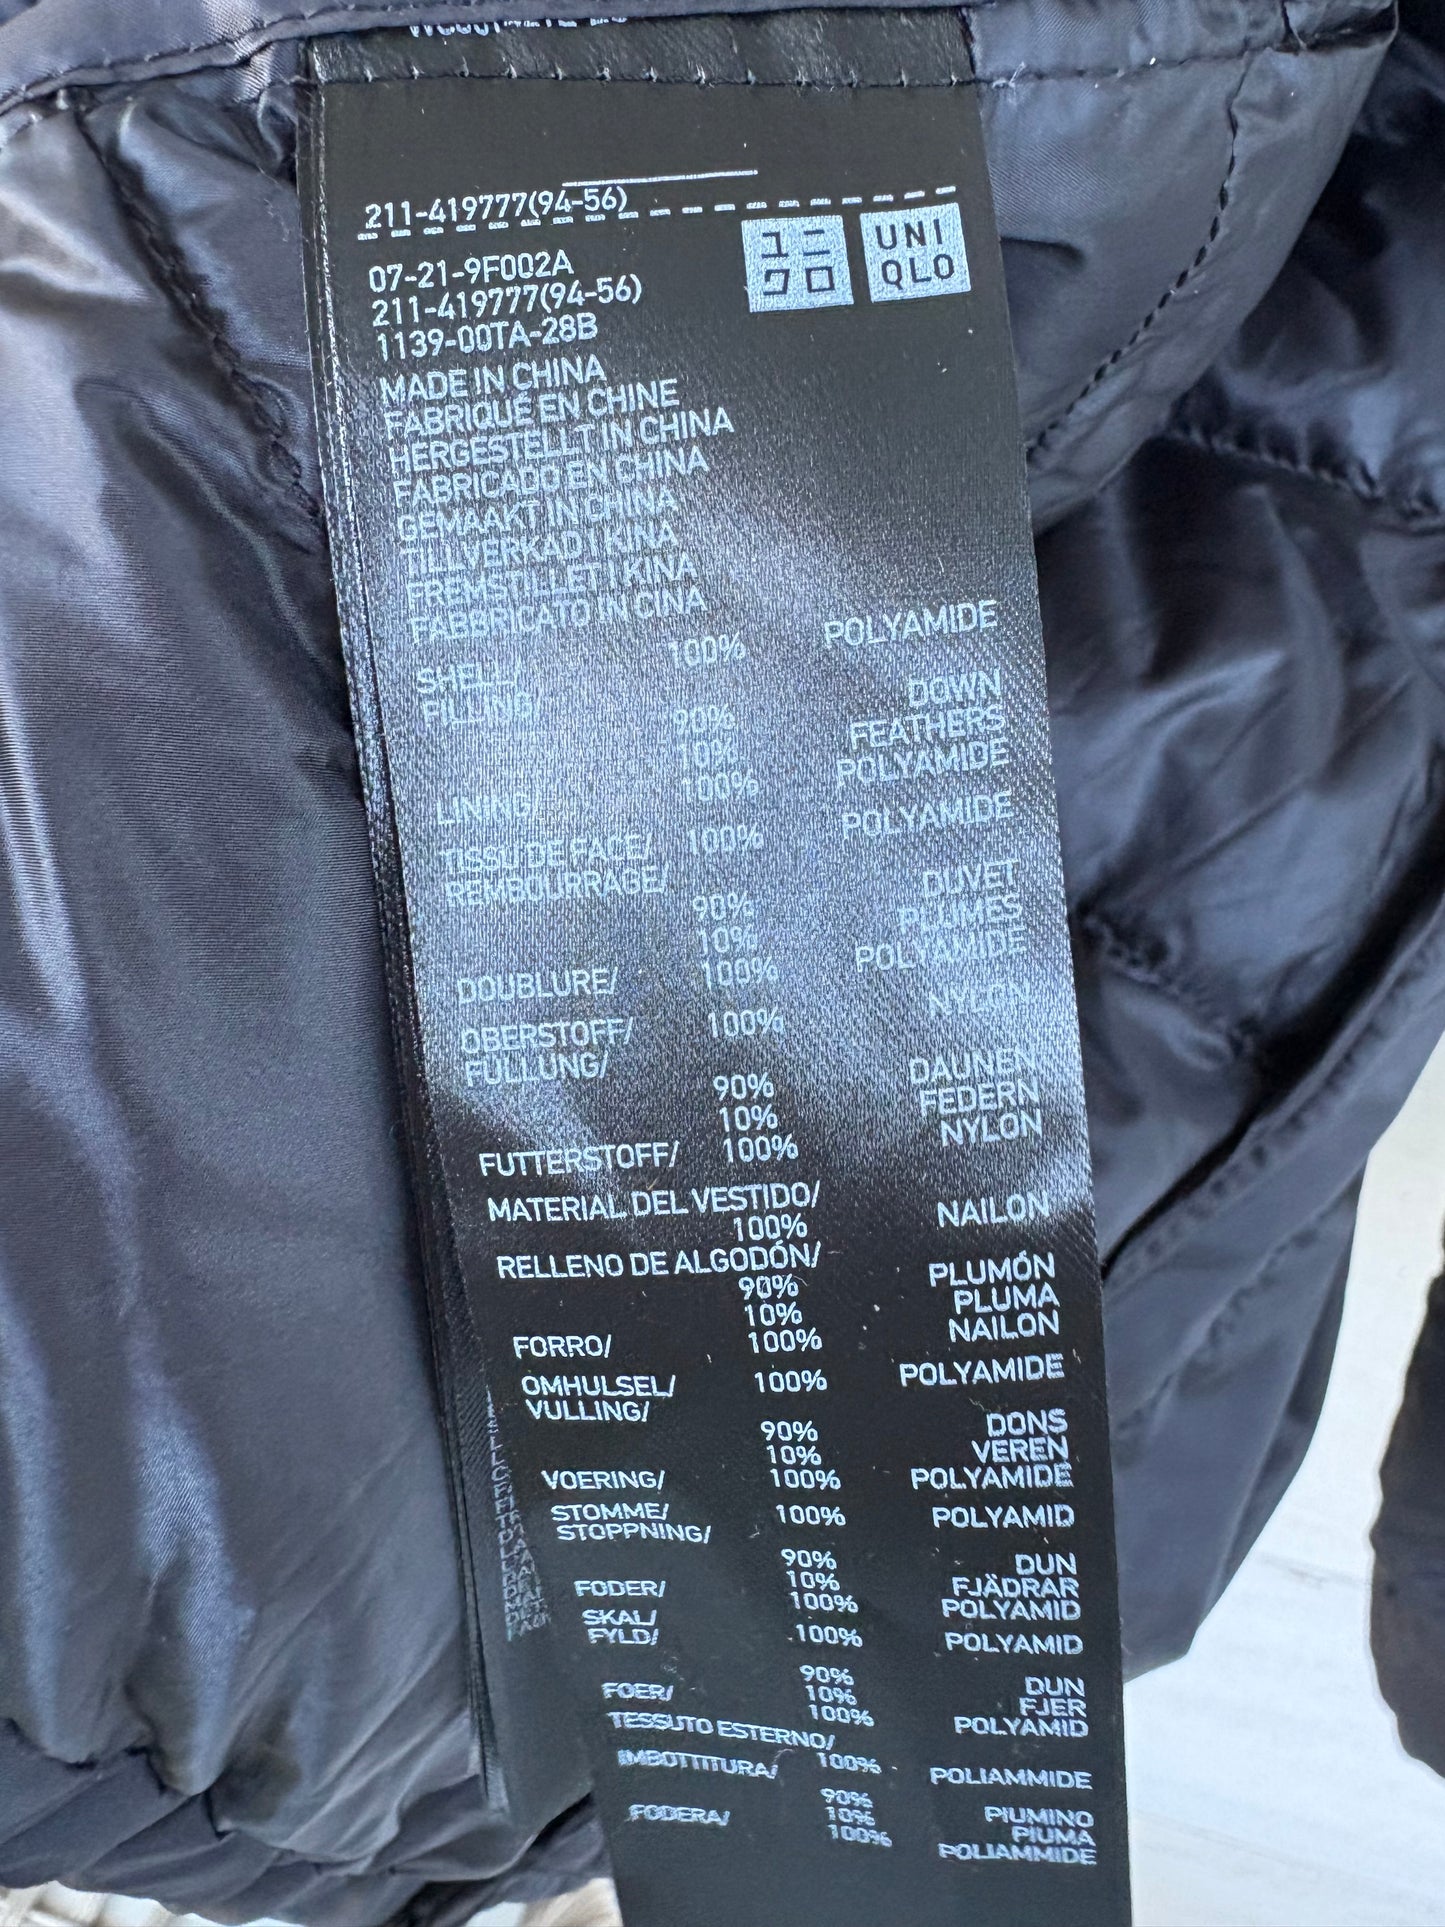 211-419777(94-56)
ユニ
クロ
UNI
QLO
07-21-9F002A
211-419777(94-56)
1139-00TA-28B
MADE IN CHINA
FABRIQUÉ EN CHINE
HERGESTELLT IN CHINA
FABRICADO EN CHINA
GEMAAKT IN CHINA
TILLVERKAD I KINA
FREMSTILLET I KINA
FABBRICATO IN CINA
SHELL/ 100% POLYAMIDE
FILLING/
90% DOWN
10% FEATHERS
LINING/ 100% POLYAMIDE
TISSU DE FACE/ 100% POLYAMIDE
REMBOURRAGE/
90% DUVET
10% PLUMES
DOUBLURE/ 100% POLYAMIDE
OBERSTOFF/ 100% NYLON
FÜLLUNG/
90% DAUNEN
10% FEDERN
FUTTERSTOFF/ 100% NYLON
MATERIAL DEL VESTIDO/
100% NAILON
RELLENO DE ALGODÓN/
90% PLUMÓN
10% PLUMA
FORRO/ 100% NAILON
OMHULSEL/ 100% POLYAMIDE
VULLING/
90% DONS
10% VEREN
VOERING/ 100% POLYAMIDE
STOMME/ 100% POLYAMID
STOPPNING/
90% DUN
10% FJÄDRAR
FODER/ 100% POLYAMID
SKAL/ 100% POLYAMID
FYLD/
90% DUN
10% FJER
FOER/ 100% POLYAMID
TESSUTO ESTERNO/
100% POLIAMMIDE
IMBOTTITURA/
90% PIUMINO
10% PIUMA
FODERA/ 100% POLIAMMIDE